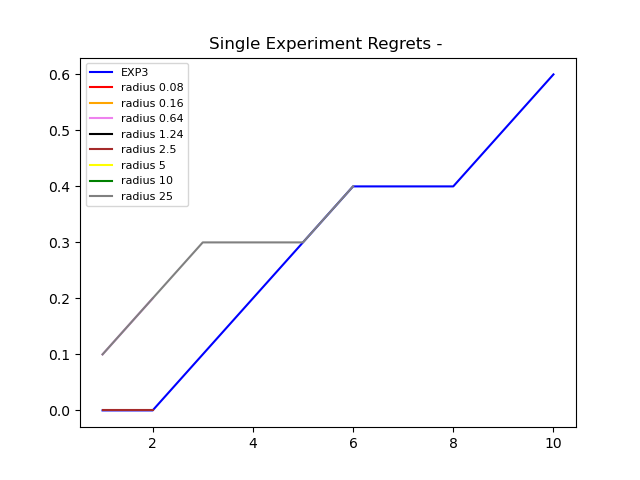 Single Experiment Regrets -
0.6
0.5
0.4
0.3
0.2
0.1
0.0
EXP3
radius 0.08
radius 0.16
radius 0.64
radius 1.24
radius 2.5
radius 5
radius 10
radius 25
2 4 6 8 10